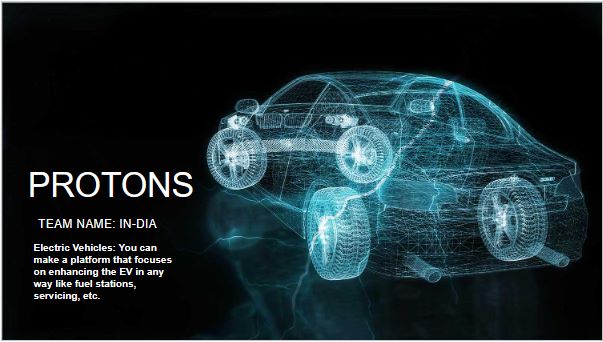 PROTONS
TEAM NAME: IN-DIA
Electric Vehicles: You can
make a platform that focuses
on enhancing the EV in any
way like fuel stations,
servicing, etc.